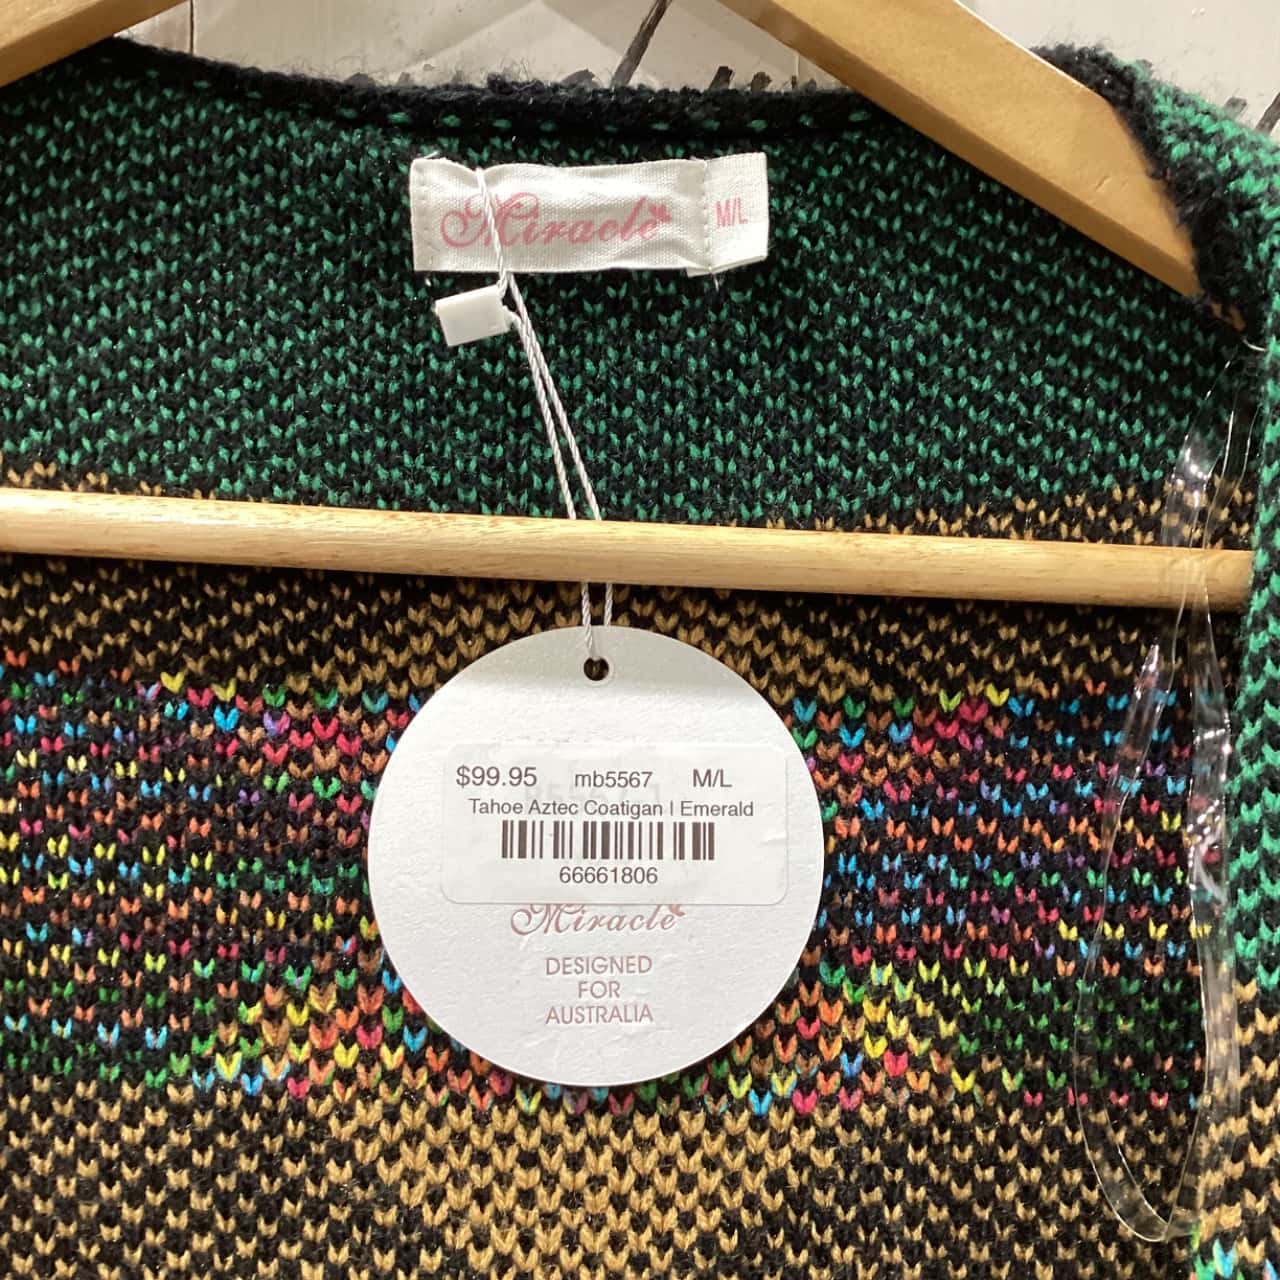 Miracle M/L
$99.95 mb5567 M/L
Tahoe Aztec Coatigan | Emerald
66661806
Miracle
DESIGNED
FOR
AUSTRALIA